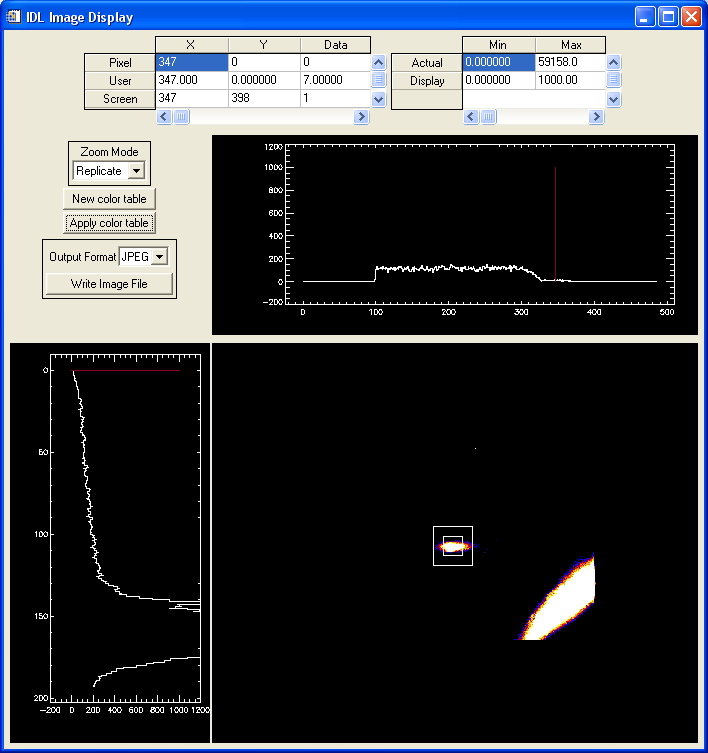 IDL Image Display
X Y Data
Pixel 347 0 0
User 347.000 0.000000 7.00000
Screen 347 398 1
Min Max
Actual 0.000000 59158.0
Display 0.000000 1000.00
Zoom Mode
Replicate
New color table
Apply color table
Output Format JPEG
Write Image File
1200
1000
800
600
400
200
0
-200
0 100 200 300 400 500
0
50
100
150
200
-200 0 200 400 600 800 1000 1200